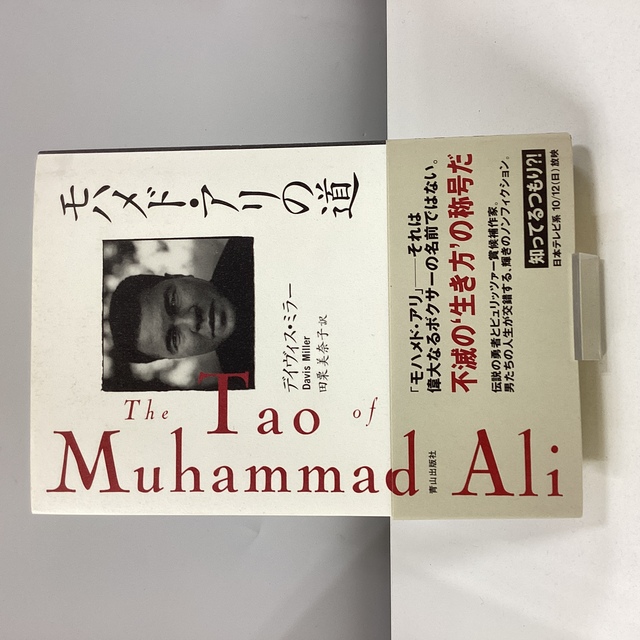 モハメド・アリの道
デイヴィス・ミラー
Davis Miller
田栗美奈子訳
The Tao of
Muhammad Ali
「モハメド・アリ」——それは
偉大なるボクサーの名前ではない。
不滅の‘生き方’の称号だ
伝説の勇者とピュリッツァー賞候補作家。
男たちの人生が交錯する、輝きのノンフィクション。
知ってるつもり?!
日本テレビ系 10/12(日)放映
青山出版社